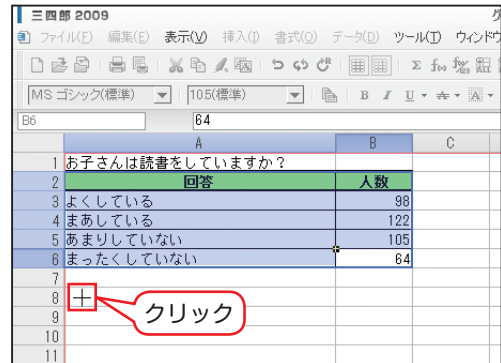 三四郎 2009
ファイル(F) 編集(E) 表示(V) 挿入(I) 書式(O) データ(D) ツール(T) ウィンドウ
MS ゴシック(標準) 10.5(標準) B I U
B6 64
A B C
1 お子さんは読書をしていますか?
2 回答 人数
3 よくしている 98
4 まあしている 122
5 あまりしていない 105
6 まったくしていない 64
7
8
9
10
11
クリック